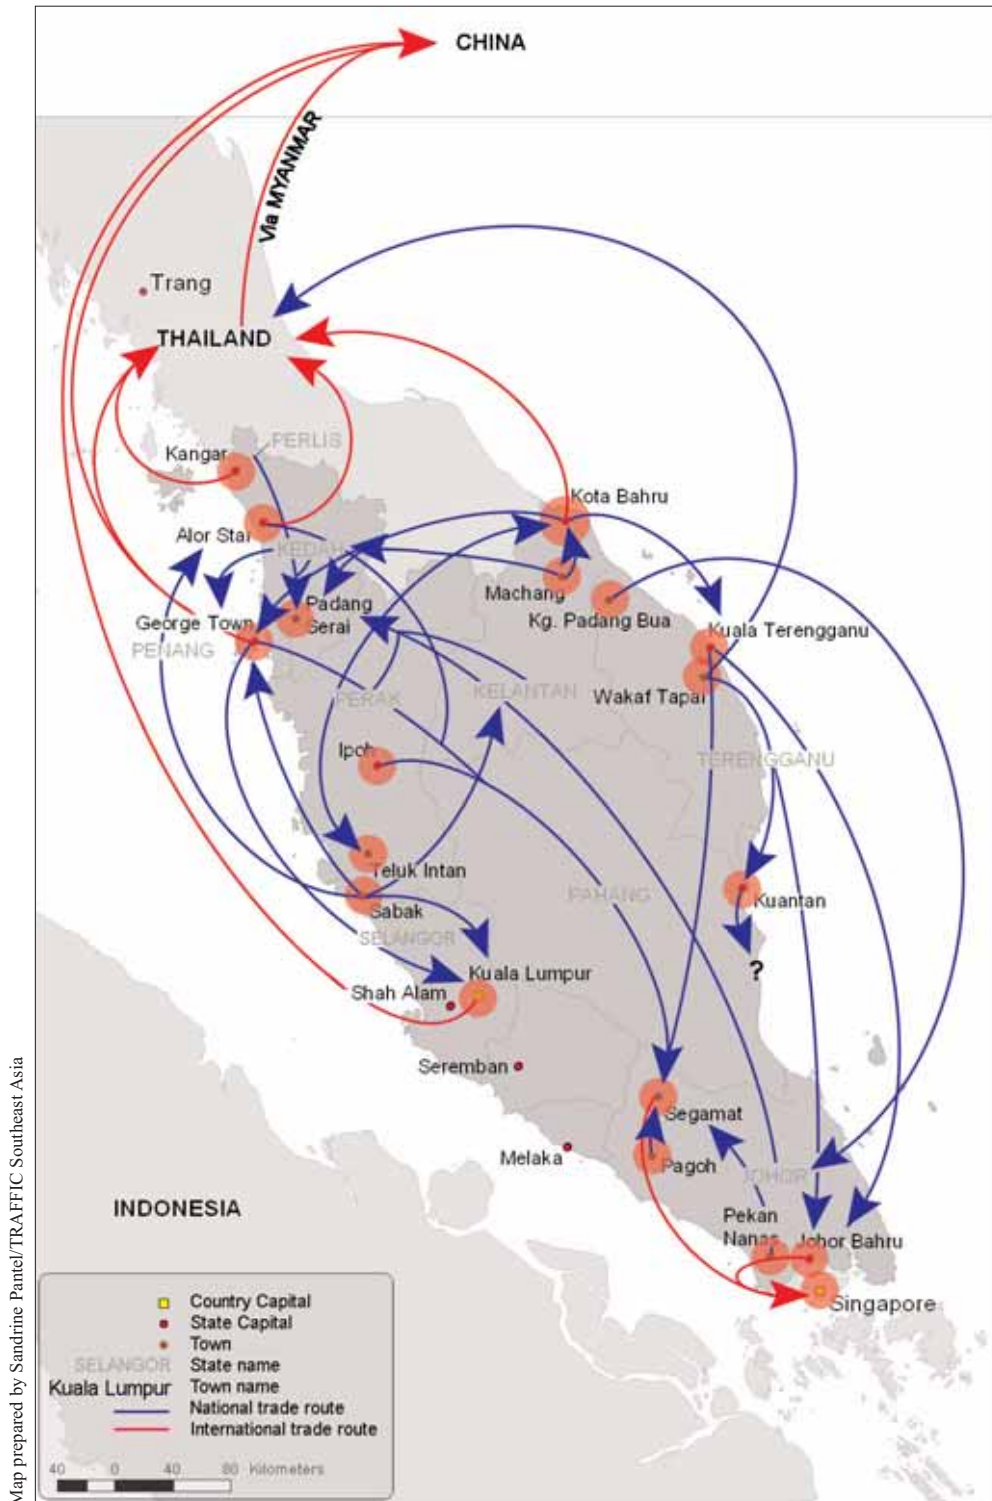 CHINA
Via MYANMAR
Trang
THAILAND
PERLIS
Kangar
Kota Bahru
Alor Star
KEDAH
Machang
Padang
Serai
Kg. Padang Bua
George Town
Kuala Terengganu
PENANG
KELANTAN
Wakaf Tapai
PERAK
Ipoh
TERENGGANU
Teluk Intan
PAHANG
Kuantan
Sabak
SELANGOR
?
Kuala Lumpur
Shah Alam
Seremban
Segamat
Melaka
Pagoh
JOHOR
INDONESIA
Pekan
Nanas
Johor Bahru
Singapore
Country Capital
State Capital
Town
SELANGOR State name
Kuala Lumpur Town name
National trade route
International trade route
40 0 40 80 Kilometers
Map prepared by Sandrine Pantel/TRAFFIC Southeast Asia